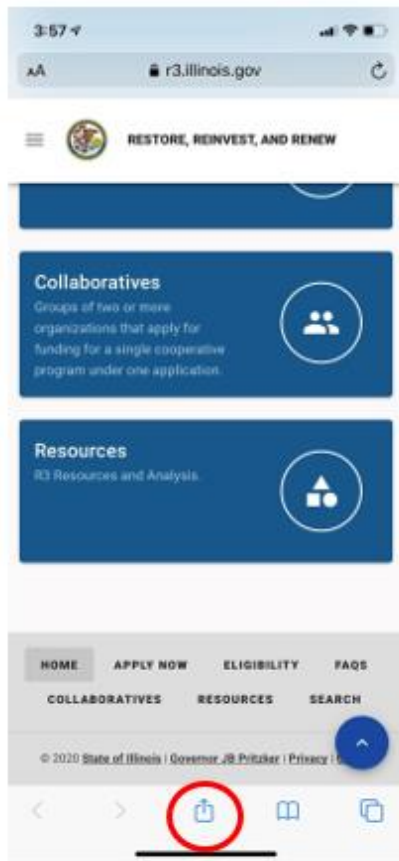 3:57
AA r3.illinois.gov
RESTORE, REINVEST, AND RENEW
Collaboratives
Groups of two or more
organizations that apply for
funding for a single cooperative
program under one application.
Resources
R3 Resources and Analysis.
HOME APPLY NOW ELIGIBILITY FAQS
COLLABORATIVES RESOURCES SEARCH
© 2020 State of Illinois | Governor JB Pritzker | Privacy |